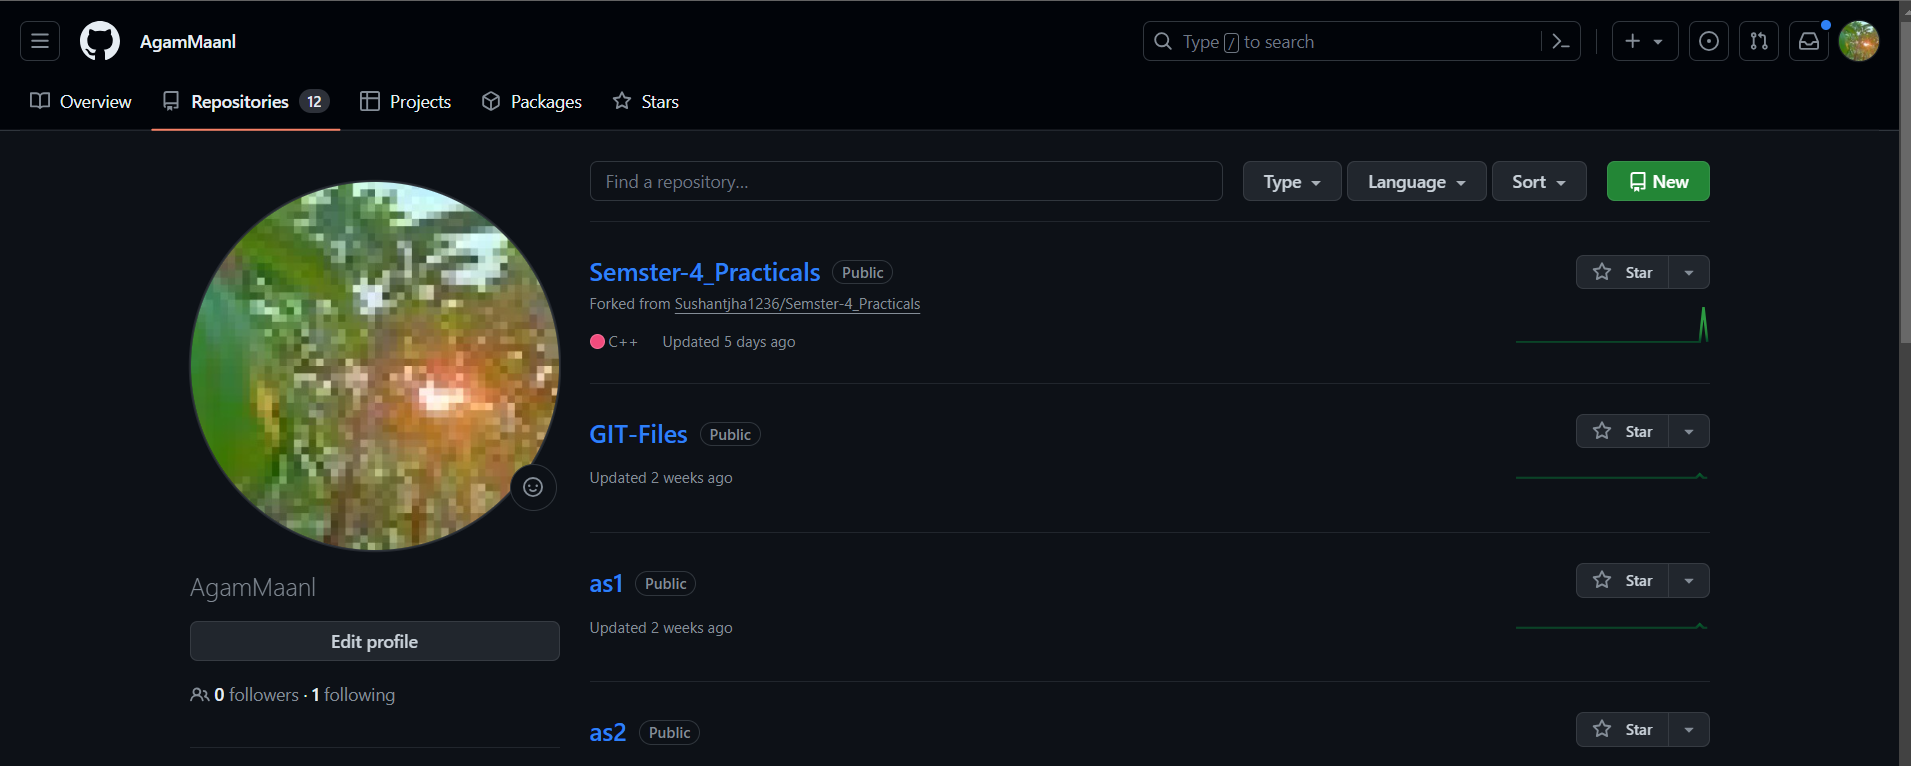 AgamMaanl
Type / to search
Overview
Repositories 12
Projects
Packages
Stars
AgamMaanl
Edit profile
0 followers · 1 following
Find a repository...
Type
Language
Sort
New
Semster-4_Practicals Public
Star
Forked from Sushantjha1236/Semster-4_Practicals
C++ Updated 5 days ago
GIT-Files Public
Star
Updated 2 weeks ago
as1 Public
Star
Updated 2 weeks ago
as2 Public
Star